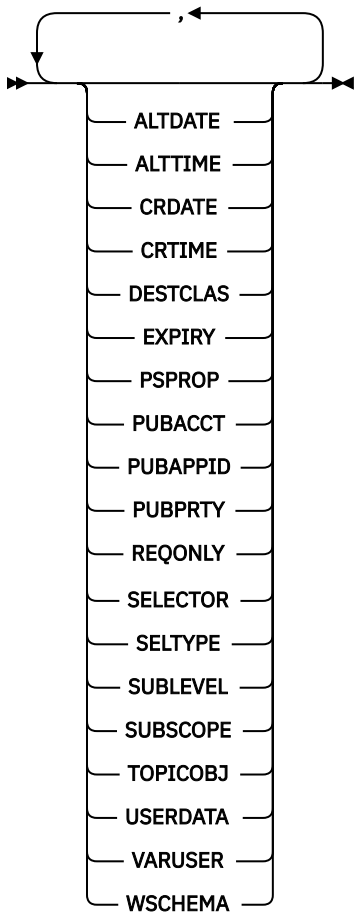 ,
ALTDATE
ALTTIME
CRDATE
CRTIME
DESTCLAS
EXPIRY
PSPROP
PUBACCT
PUBAPPID
PUBPRTY
REQONLY
SELECTOR
SELTYPE
SUBLEVEL
SUBSCOPE
TOPICOBJ
USERDATA
VARUSER
WSCHEMA